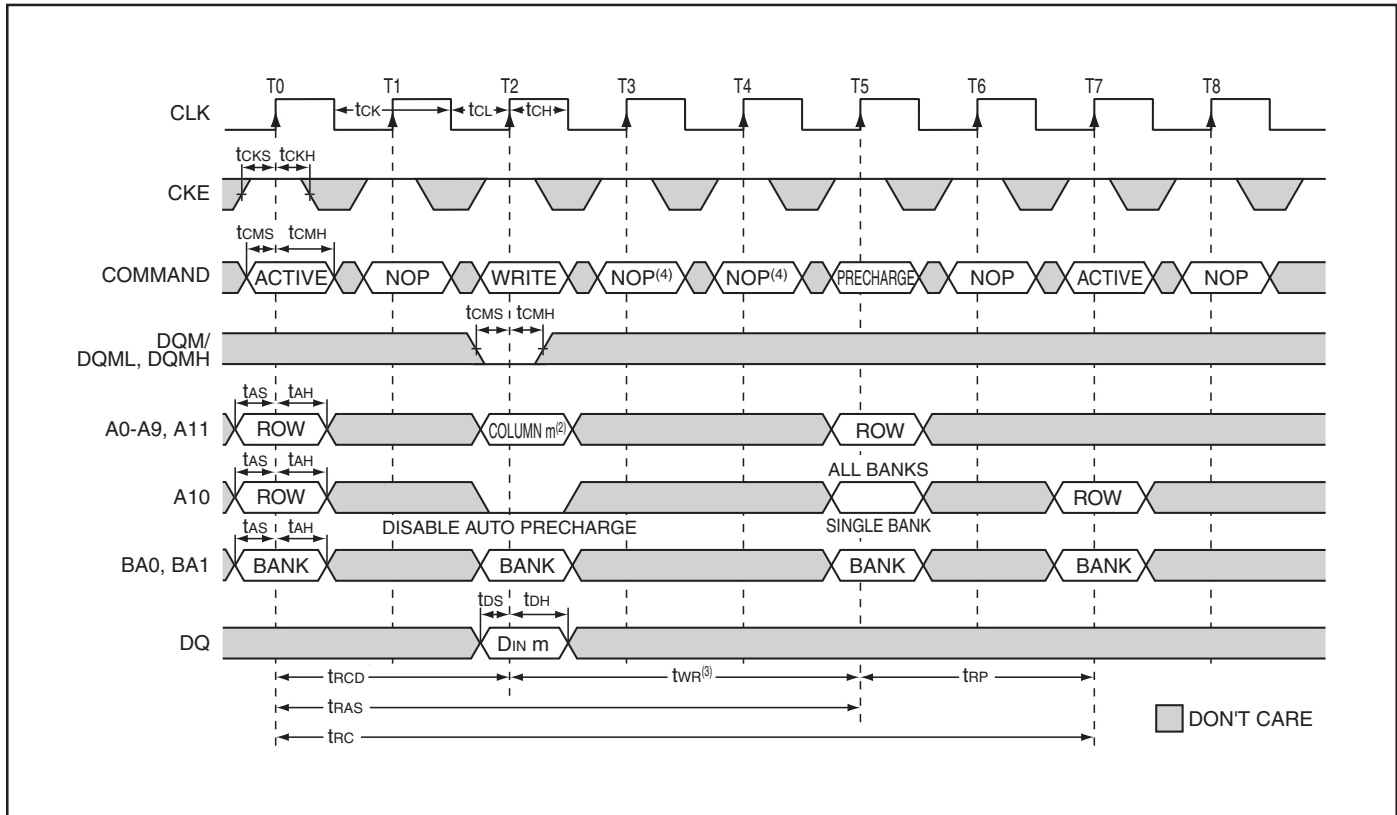 T0 T1 T2 T3 T4 T5 T6 T7 T8
CLK tCK tCL tCH
tCKS tCKH
CKE
tCMS tCMH
COMMAND ACTIVE NOP WRITE NOP(4) NOP(4) PRECHARGE NOP ACTIVE NOP
tCMS tCMH
DQM/
DQML, DQMH
tAS tAH
A0-A9, A11 ROW COLUMN m(2) ROW
tAS tAH ALL BANKS
A10 ROW ROW
tAS tAH DISABLE AUTO PRECHARGE SINGLE BANK
BA0, BA1 BANK BANK BANK BANK
tDS tDH
DQ DIN m
tRCD tWR(3) tRP
tRAS
DON'T CARE
tRC